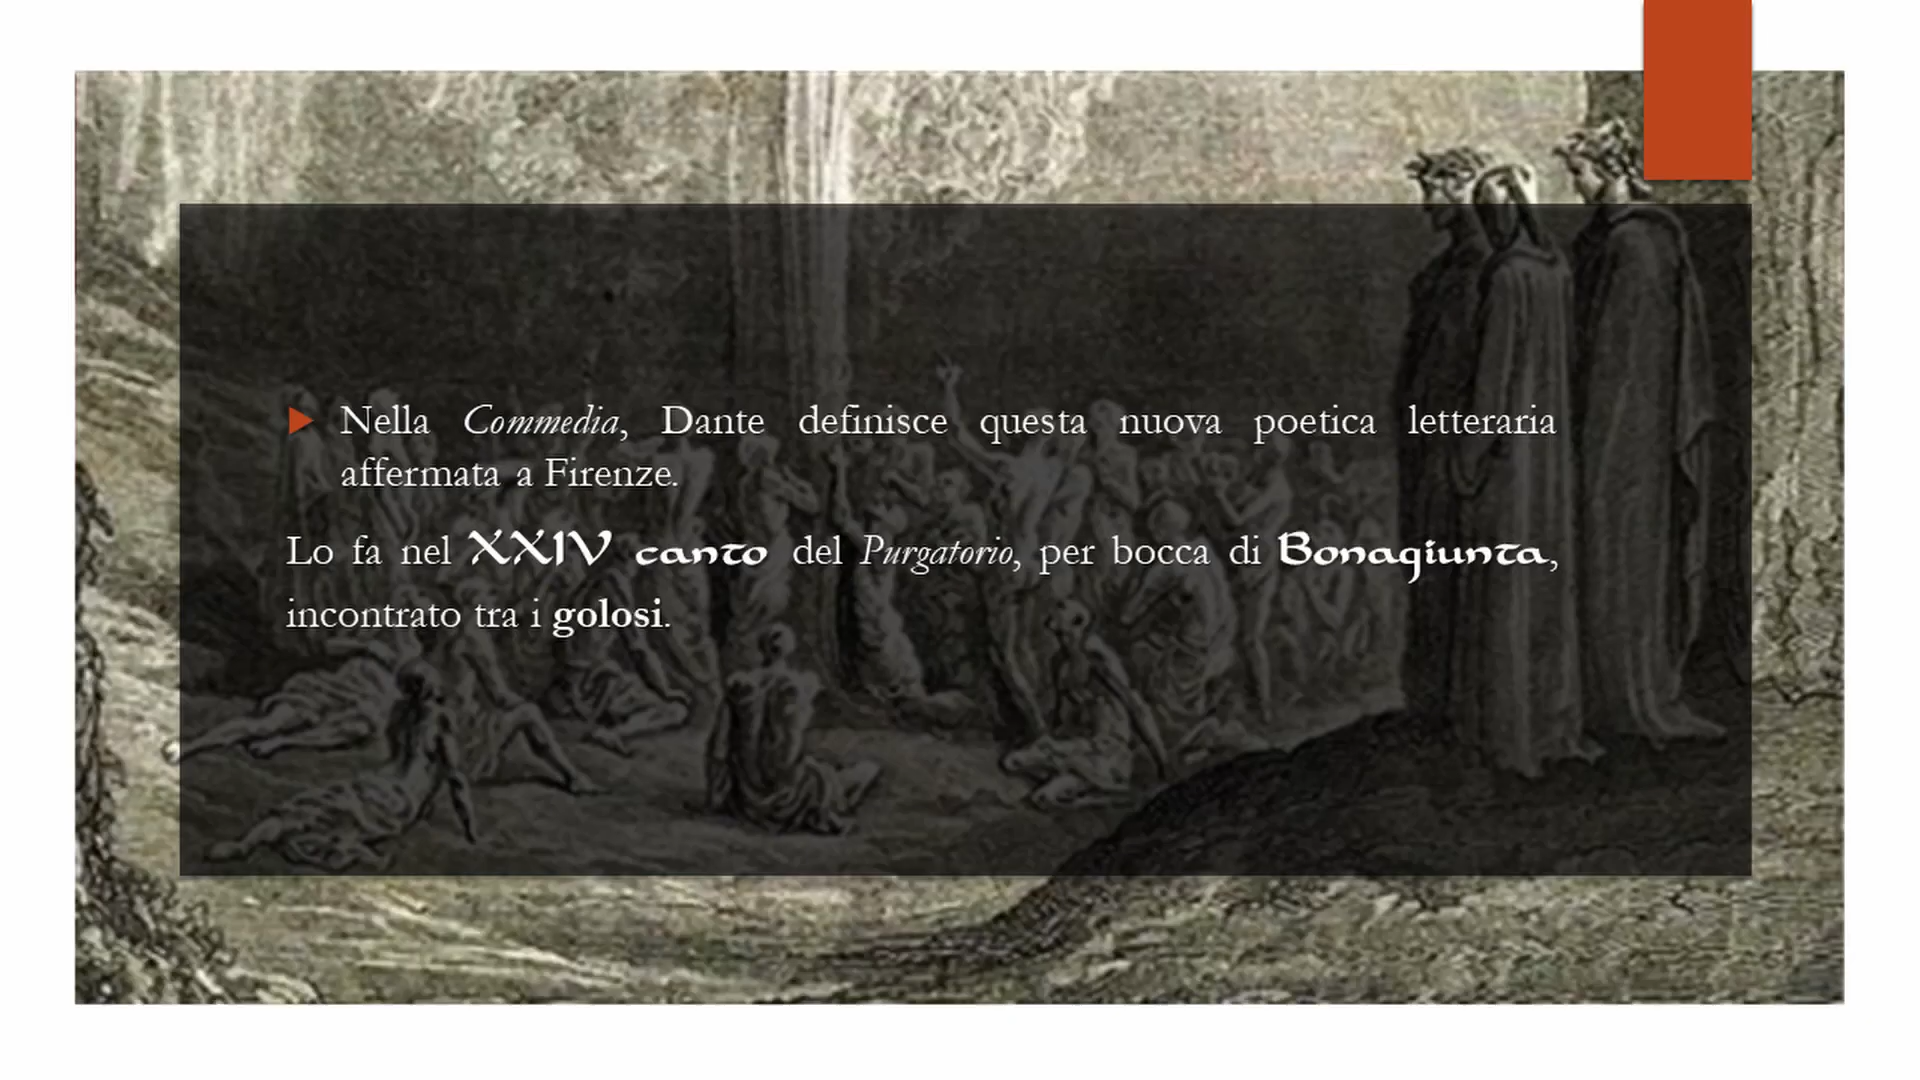 Nella Commedia, Dante definisce questa nuova poetica letteraria
affermata a Firenze.
Lo fa nel XXIV canto del Purgatorio, per bocca di Bonagiunta,
incontrato tra i golosi.